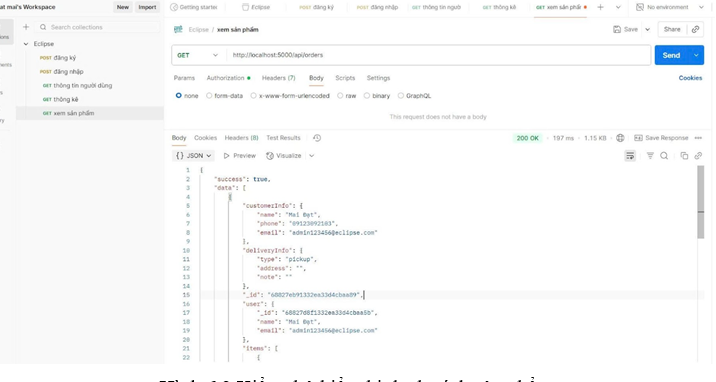 at mai's Workspace New Import
Getting started Eclipse POST đăng ký POST đăng nhập GET thông tin người GET thống kê GET xem sản phẩ No environment
Search collections
Eclipse
POST đăng ký
POST đăng nhập
GET thông tin người dùng
GET thống kê
GET xem sản phẩm
Eclipse / xem sản phẩm Save Share
GET http://localhost:5000/api/orders Send
Params Authorization Headers (7) Body Scripts Settings Cookies
none form-data x-www-form-urlencoded raw binary GraphQL
This request does not have a body
Body Cookies Headers (8) Test Results 200 OK 197 ms 1.15 KB Save Response
{} JSON Preview Visualize
1 {
2 "success": true,
3 "data": [
4 {
5 "customerInfo": {
6 "name": "Mai Đạt",
7 "phone": "09123892103",
8 "email": "admin123456@eclipse.com"
9 },
10 "deliveryInfo": {
11 "type": "pickup",
12 "address": "",
13 "note": ""
14 },
15 "_id": "68827eb91332ea33d4cbaa89",
16 "user": {
17 "_id": "68827d8f1332ea33d4cbaa5b",
18 "name": "Mai Đạt",
19 "email": "admin123456@eclipse.com"
20 },
21 "items": [
22 {